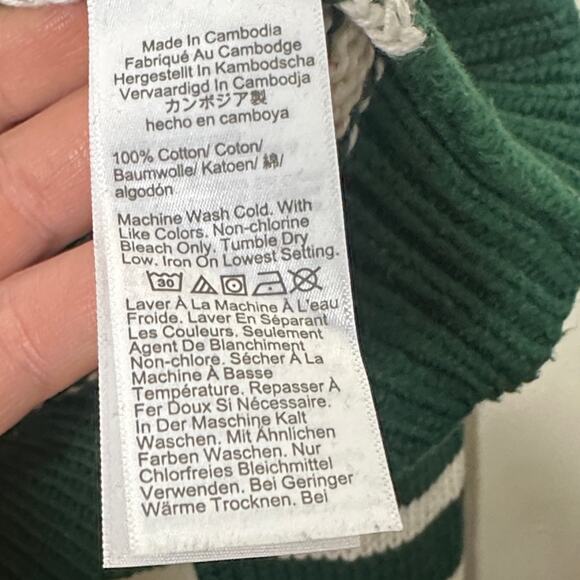 Made In Cambodia
Fabriqué Au Cambodge
Hergestellt In Kambodscha
Vervaardigd In Cambodja
カンボジア製
hecho en camboya
100% Cotton/ Coton/
Baumwolle/ Katoen/ 綿/
algodón
Machine Wash Cold. With
Like Colors. Non-chlorine
Bleach Only. Tumble Dry
Low. Iron On Lowest Setting.
30
Laver À La Machine À L'eau
Froide. Laver En Séparant
Les Couleurs. Seulement
Agent De Blanchiment
Non-chlore. Sécher À La
Machine À Basse
Température. Repasser À
Fer Doux Si Nécessaire.
In Der Maschine Kalt
Waschen. Mit Ähnlichen
Farben Waschen. Nur
Chlorfreies Bleichmittel
Verwenden. Bei Geringer
Wärme Trocknen. Bei